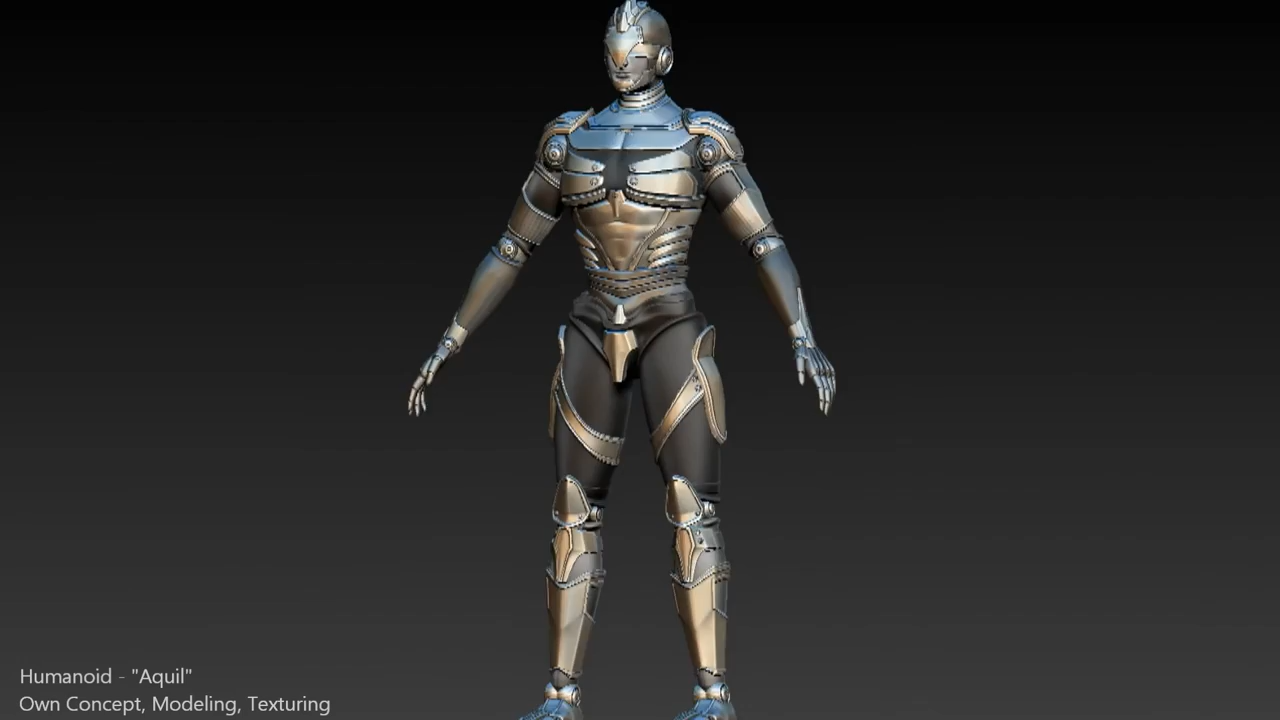 Humanoid - "Aquil"
Own Concept, Modeling, Texturing